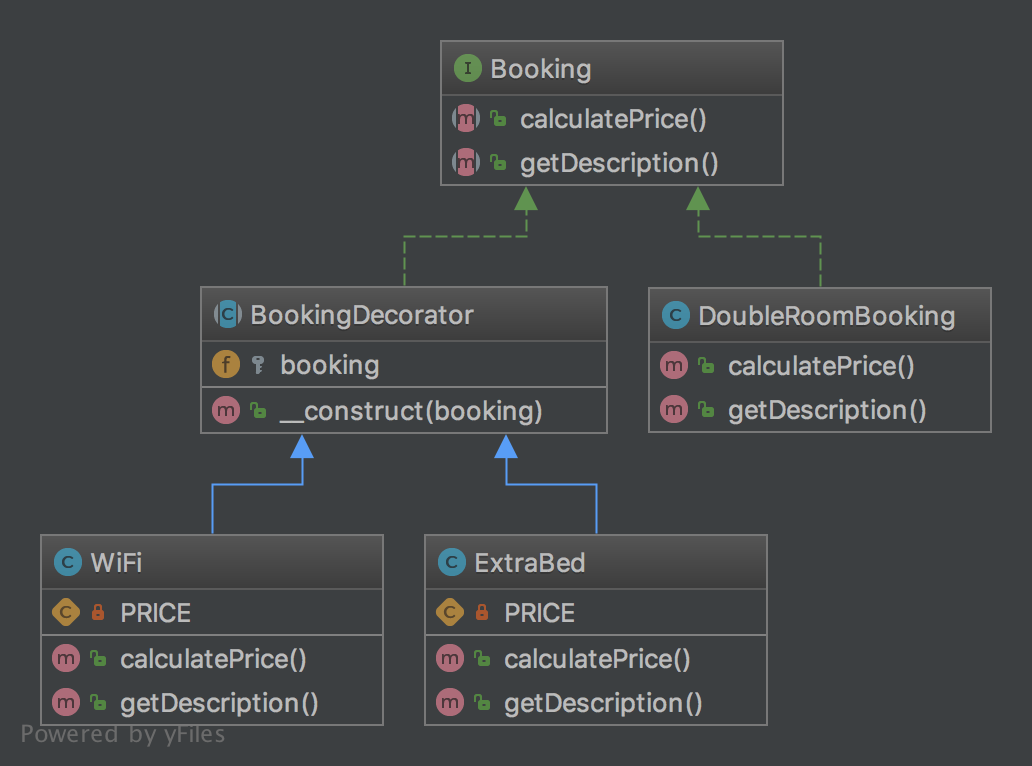 I Booking
m calculatePrice()
m getDescription()
C BookingDecorator
f booking
m __construct(booking)
C DoubleRoomBooking
m calculatePrice()
m getDescription()
C WiFi
C PRICE
m calculatePrice()
m getDescription()
C ExtraBed
C PRICE
m calculatePrice()
m getDescription()
Powered by yFiles